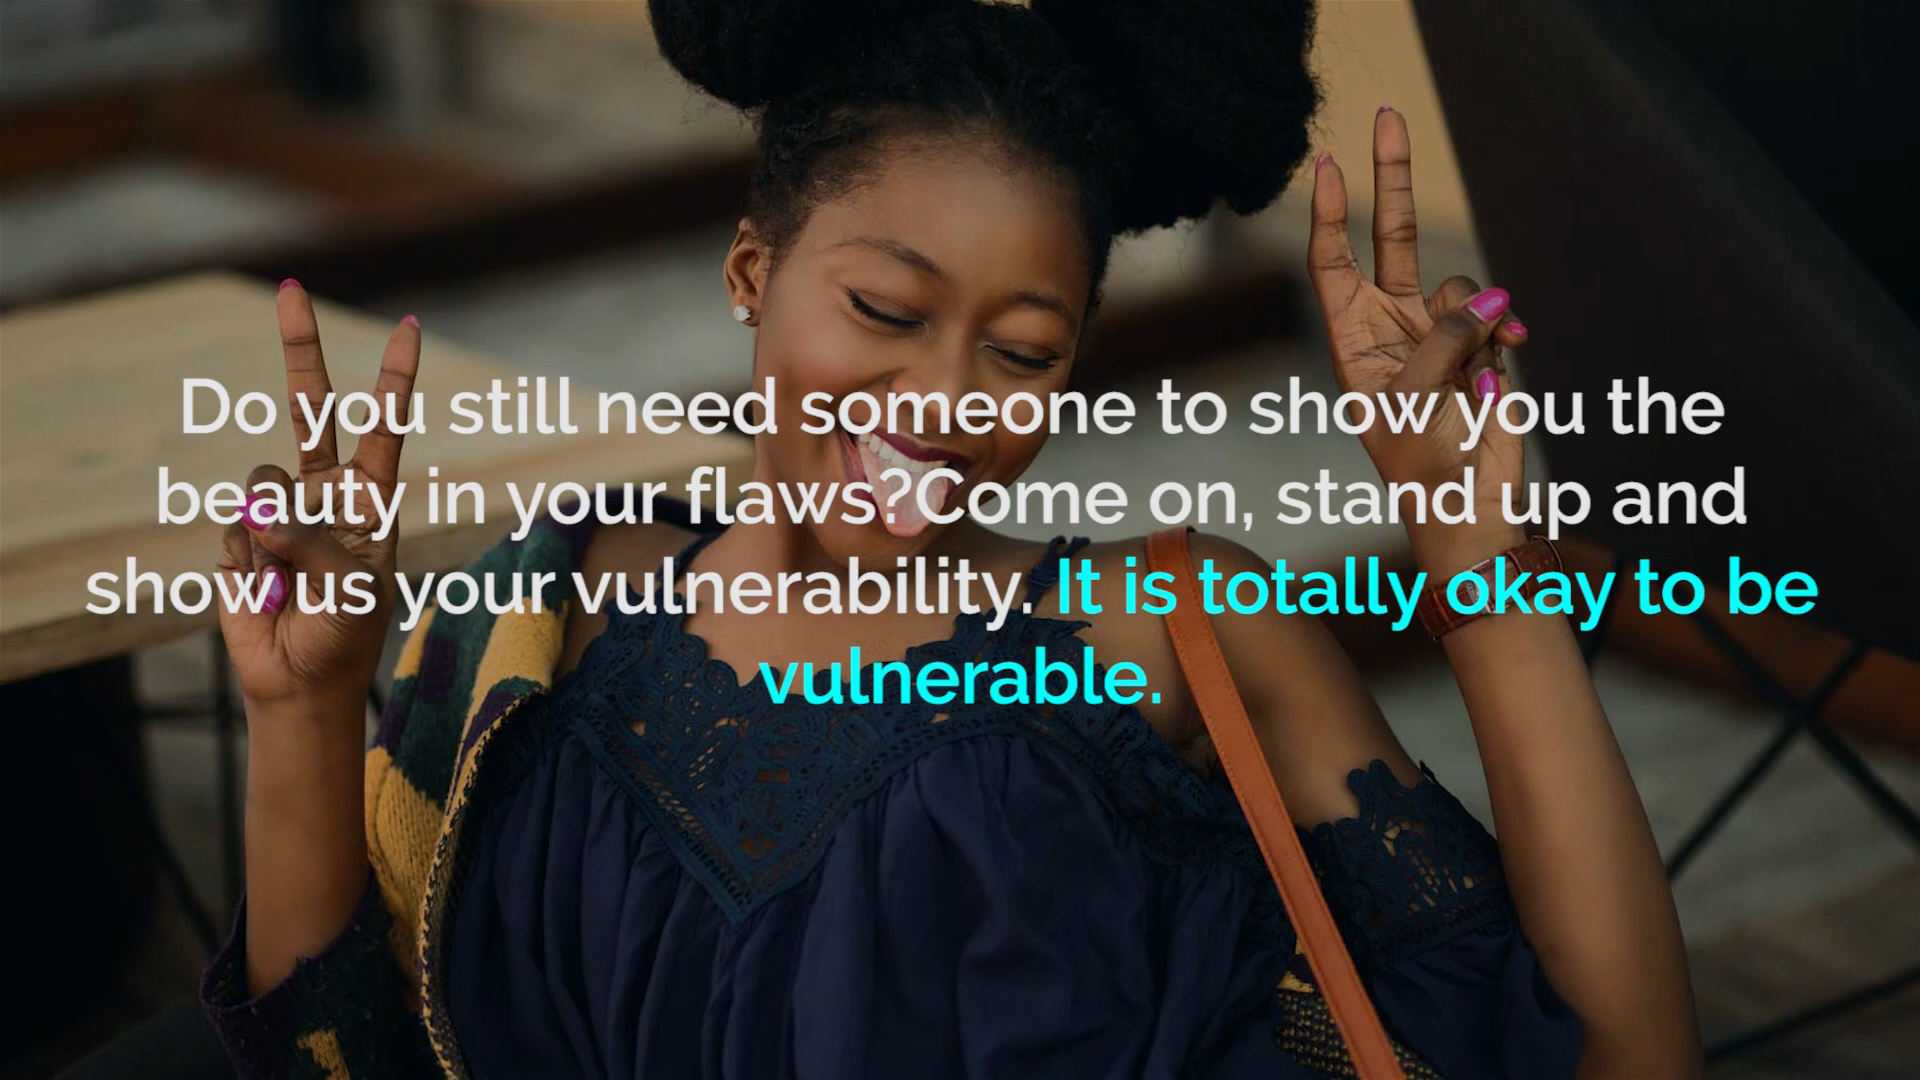 Do you still need someone to show you the
beauty in your flaws?Come on, stand up and
show us your vulnerability. It is totally okay to be
vulnerable.